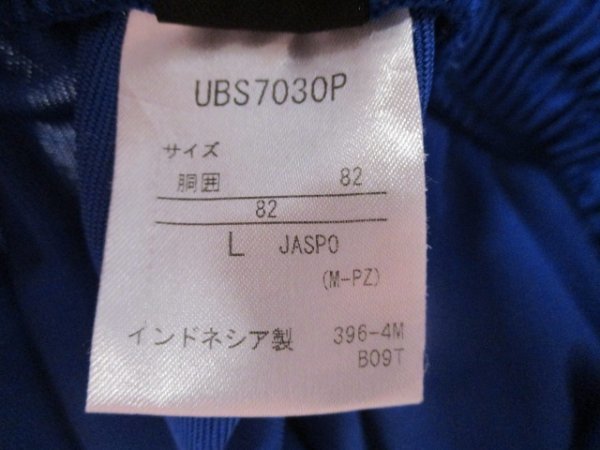 UBS7030P
サイズ
胴囲 82
82
L JASPO
(M-PZ)
インドネシア製 396-4M
B09T